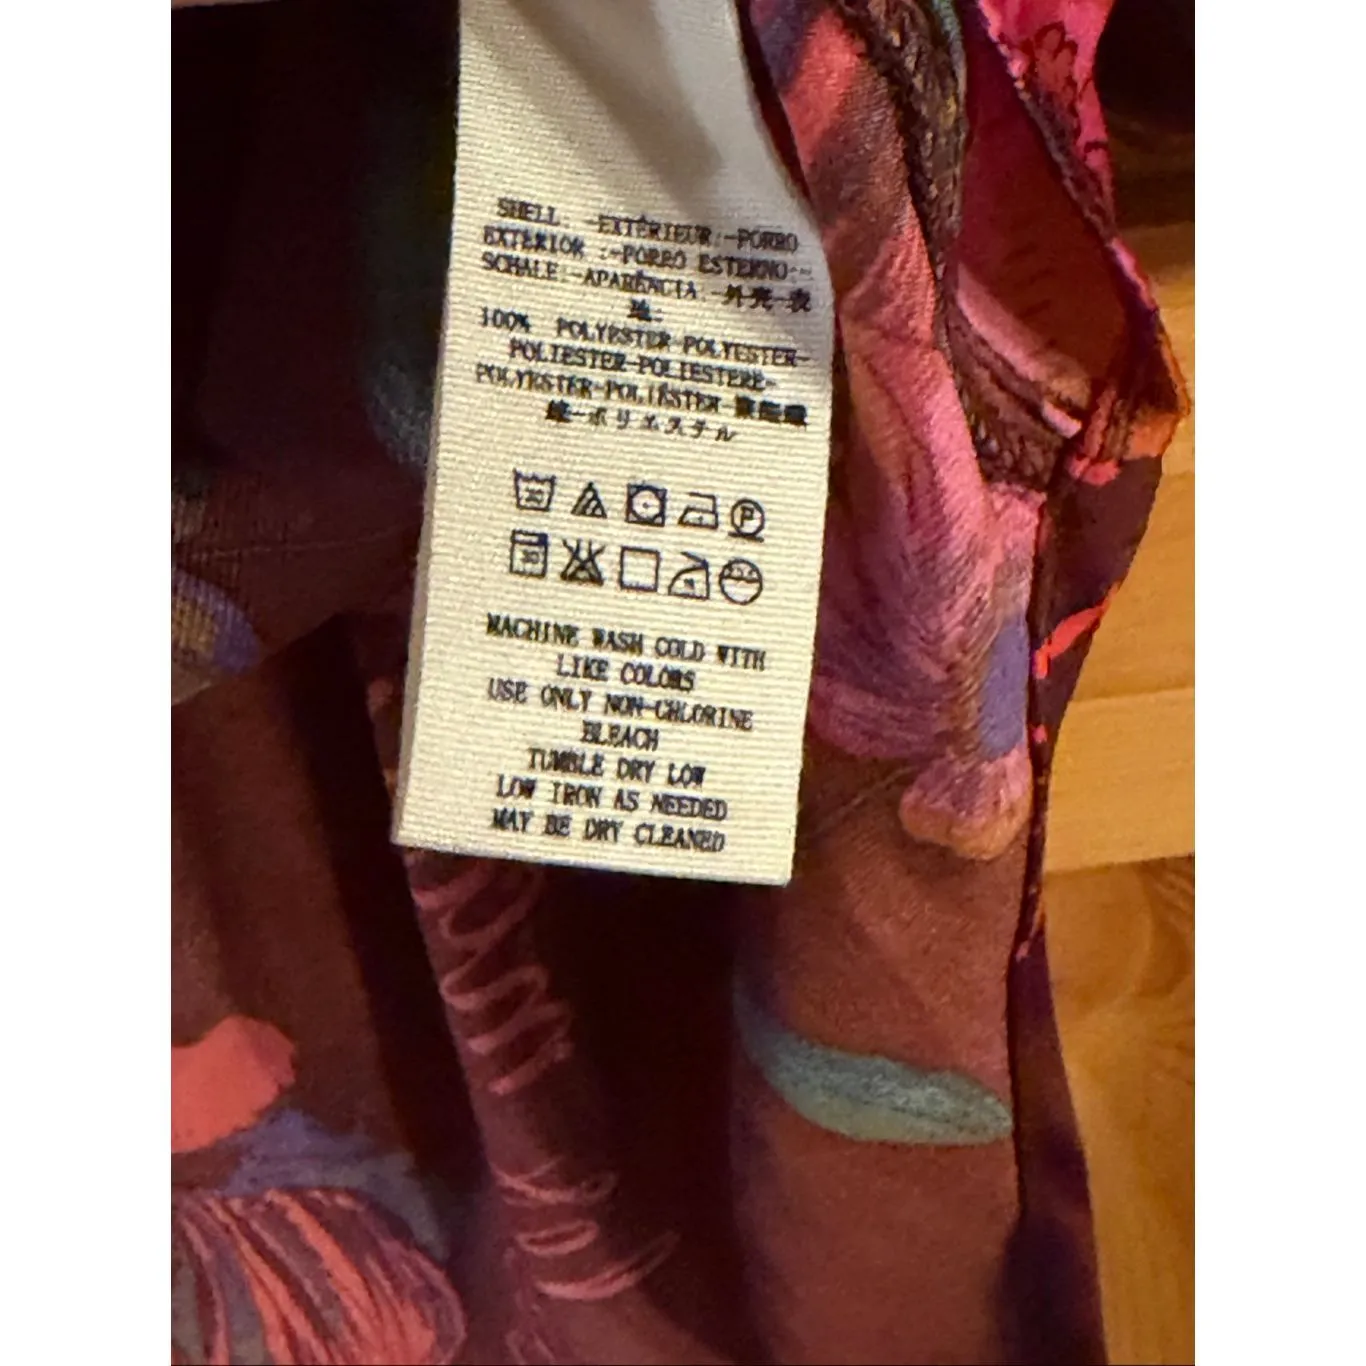 SHELL: -EXTÉRIEUR:-FORRO
EXTERIOR :-FORRO ESTERNO:-
SCHALE:-APARÊNCIA:-外壳-表
地:
100% POLYESTER-POLYESTER-
POLIESTER-POLIESTERE-
POLYESTER-POLIÉSTER-聚酯纖
維-ポリエステル
30 P
30
MACHINE WASH COLD WITH
LIKE COLORS
USE ONLY NON-CHLORINE
BLEACH
TUMBLE DRY LOW
LOW IRON AS NEEDED
MAY BE DRY CLEANED